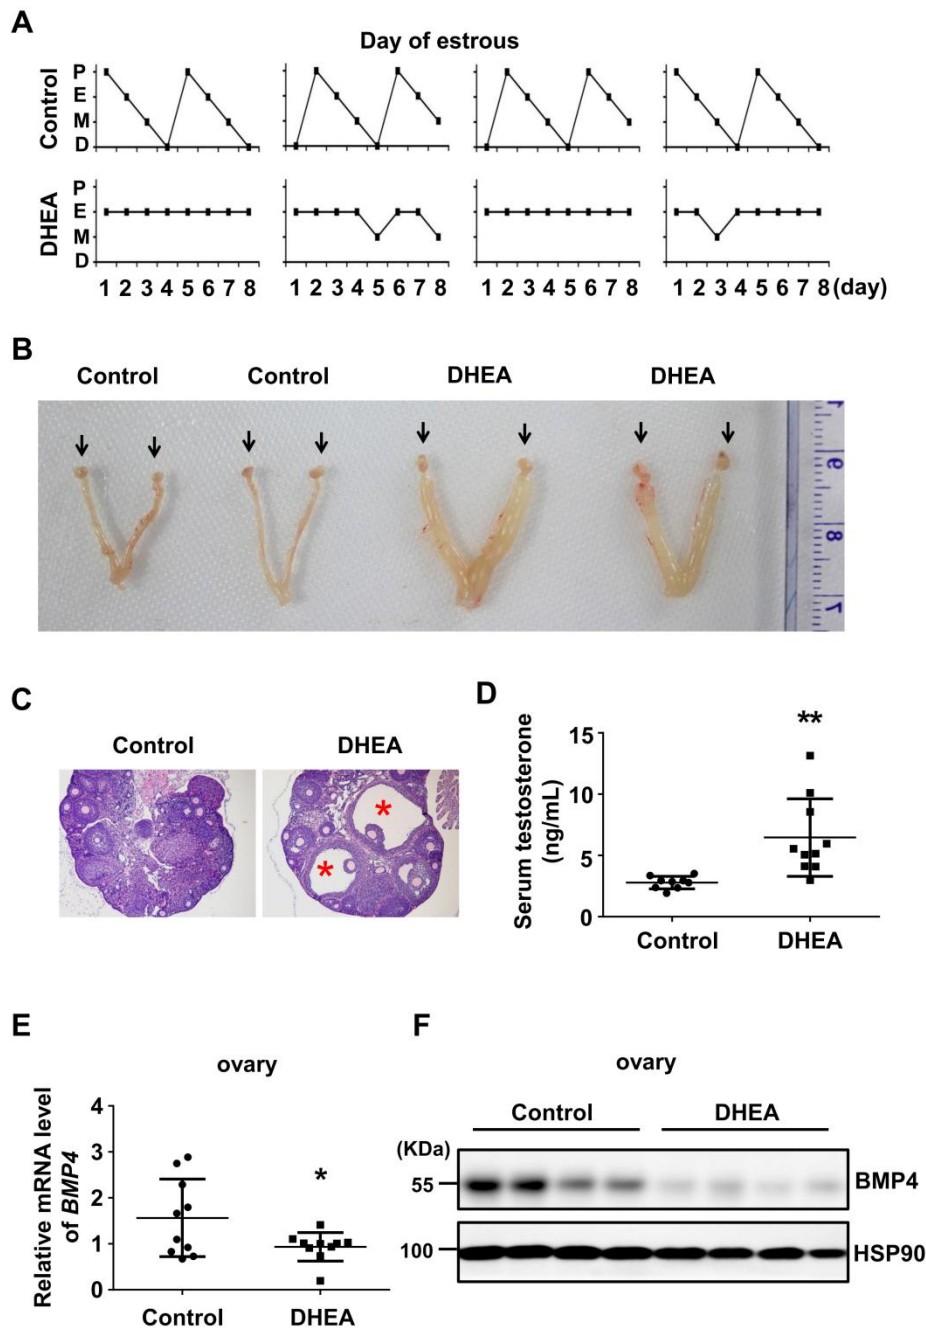 A
Day of estrous
Control
P
E
M
D
DHEA
P
E
M
D
1 2 3 4 5 6 7 8 1 2 3 4 5 6 7 8 1 2 3 4 5 6 7 8 1 2 3 4 5 6 7 8 (day)
B
Control Control DHEA DHEA
6
8
7
C
Control DHEA
* *
D
Serum testosterone
(ng/mL)
15
10
5
0
**
Control DHEA
E
ovary
Relative mRNA level
of BMP4
4
3
2
1
0
*
Control DHEA
F
ovary
Control DHEA
(KDa)
55 BMP4
100 HSP90